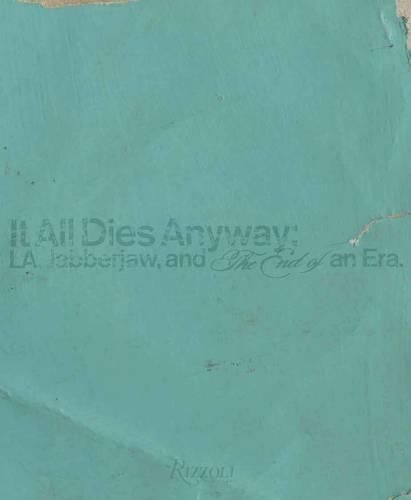 It All Dies Anyway:
LA, Jabberjaw, and The End of an Era.
RIZZOLI